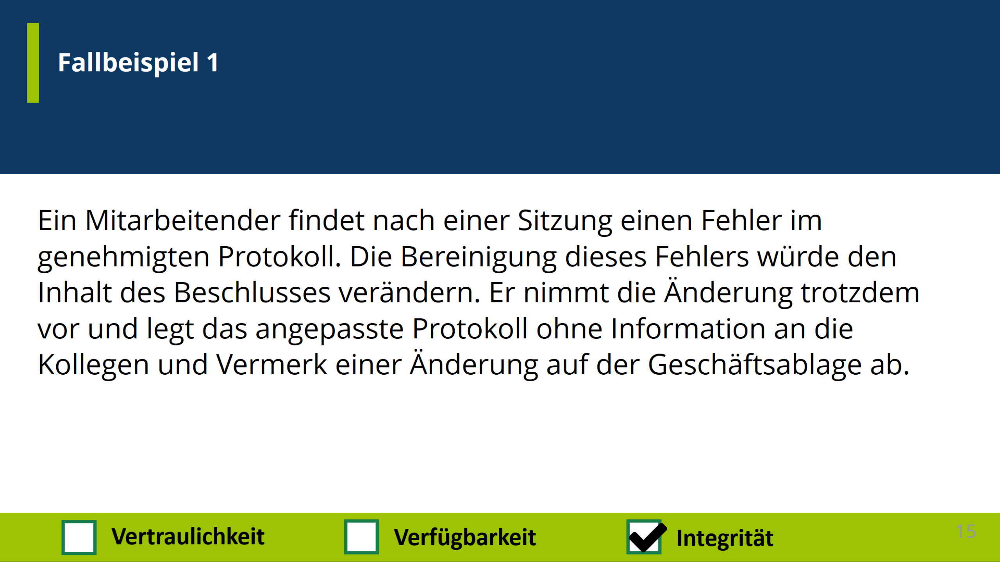 Fallbeispiel 1
Ein Mitarbeitender findet nach einer Sitzung einen Fehler im
genehmigten Protokoll. Die Bereinigung dieses Fehlers würde den
Inhalt des Beschlusses verändern. Er nimmt die Änderung trotzdem
vor und legt das angepasste Protokoll ohne Information an die
Kollegen und Vermerk einer Änderung auf der Geschäftsablage ab.
Vertraulichkeit
Verfügbarkeit
Integrität
15